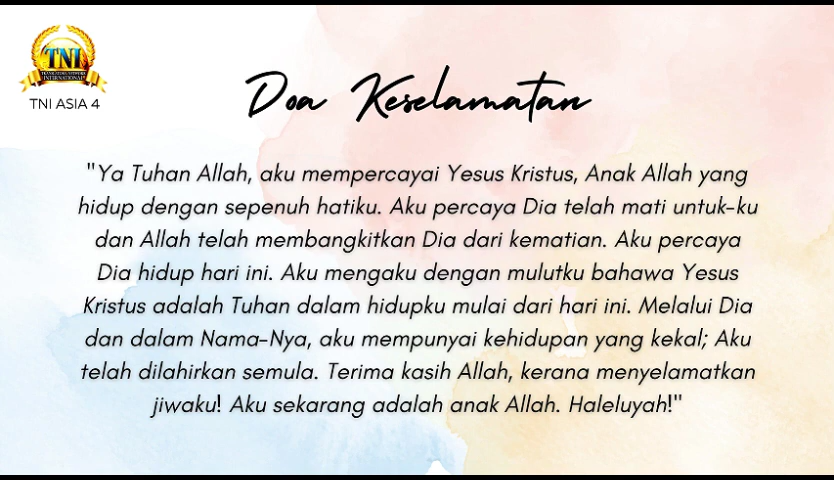 TNI
INTERNATIONAL
TNI ASIA 4
Doa Keselamatan
"Ya Tuhan Allah, aku mempercayai Yesus Kristus, Anak Allah yang
hidup dengan sepenuh hatiku. Aku percaya Dia telah mati untuk-ku
dan Allah telah membangkitkan Dia dari kematian. Aku percaya
Dia hidup hari ini. Aku mengaku dengan mulutku bahawa Yesus
Kristus adalah Tuhan dalam hidupku mulai dari hari ini. Melalui Dia
dan dalam Nama-Nya, aku mempunyai kehidupan yang kekal; Aku
telah dilahirkan semula. Terima kasih Allah, kerana menyelamatkan
jiwaku! Aku sekarang adalah anak Allah. Haleluyah!"